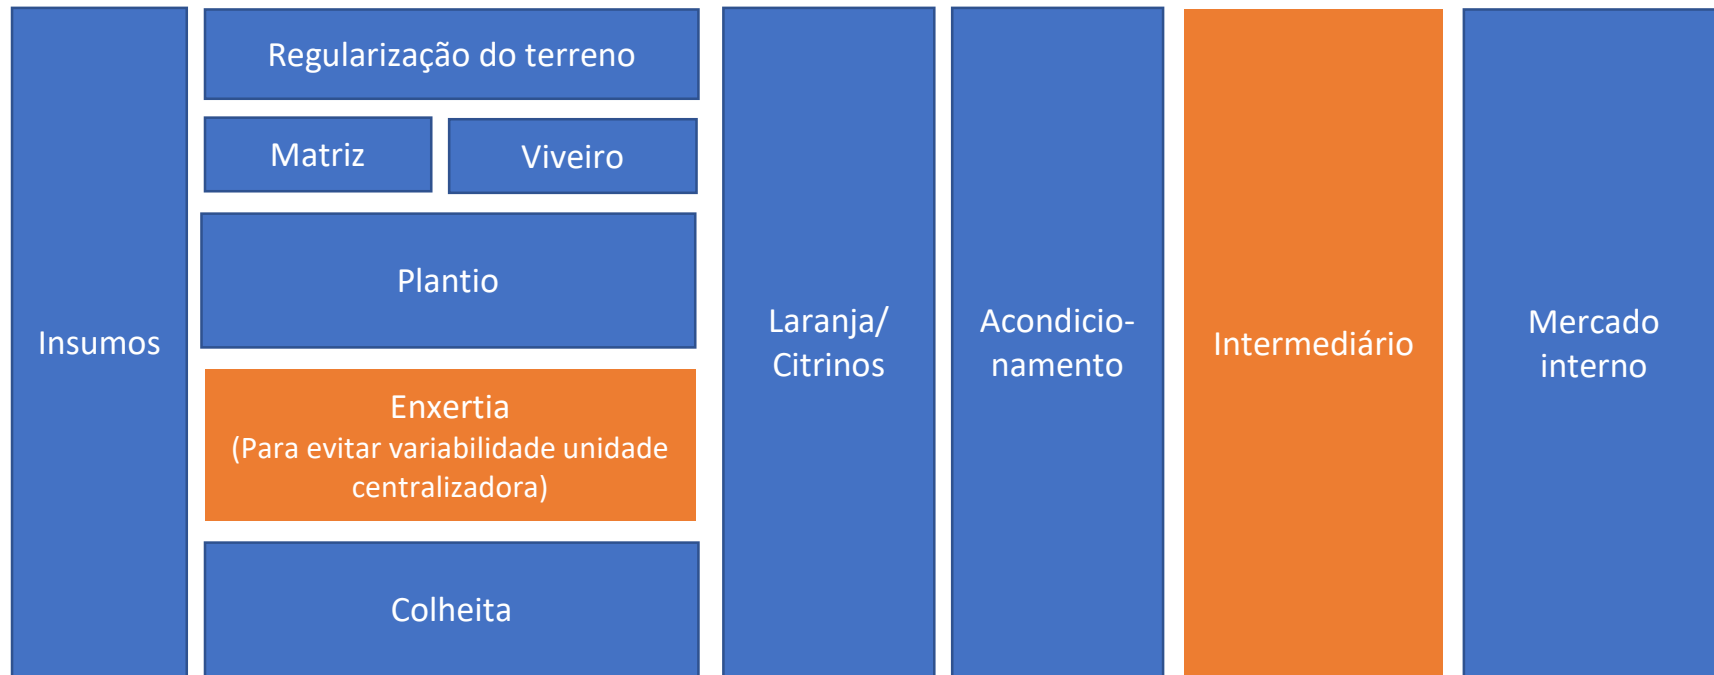 Insumos
Regularização do terreno
Matriz
Viveiro
Plantio
Enxertia
(Para evitar variabilidade unidade
centralizadora)
Colheita
Laranja/
Citrinos
Acondicio-
namento
Intermediário
Mercado
interno